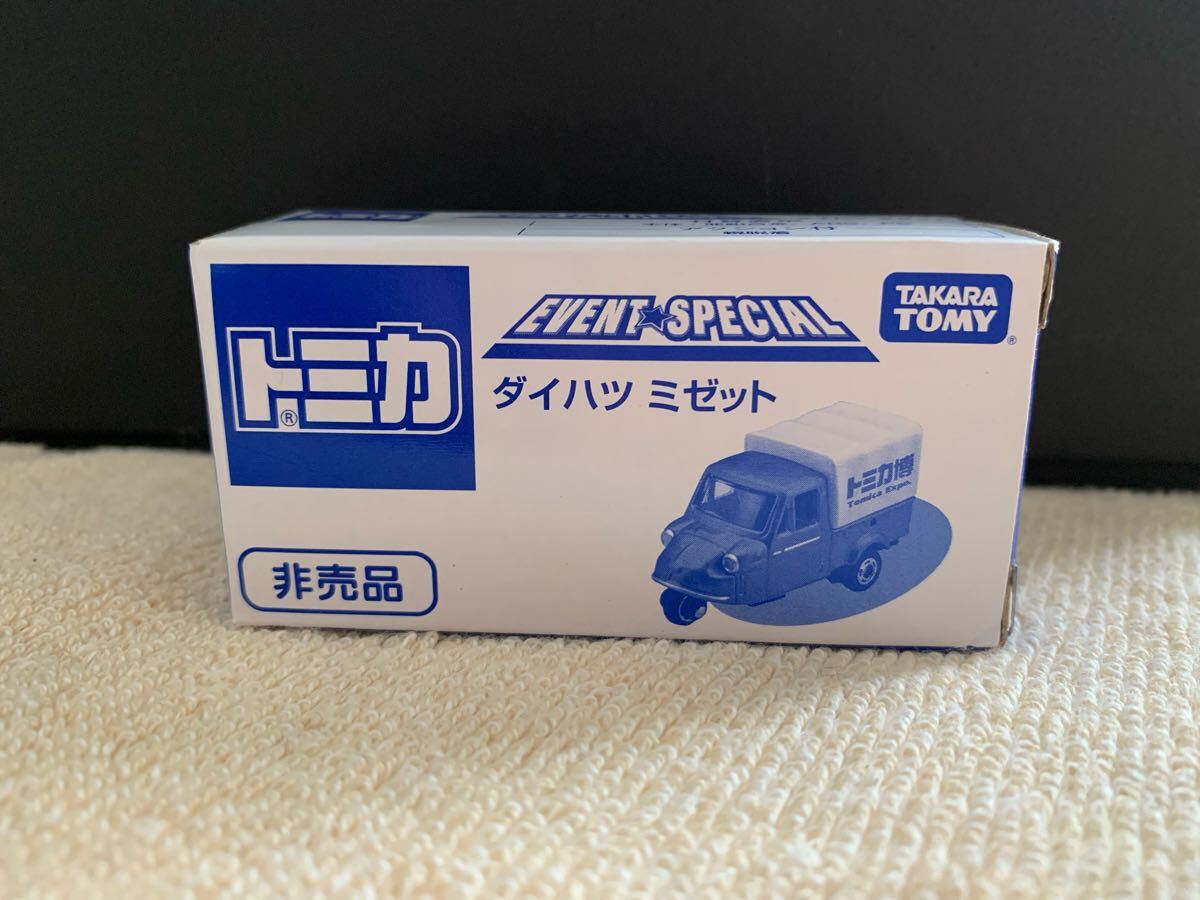 トミカ®
EVENT★SPECIAL
TAKARA
TOMY®
ダイハツ ミゼット
トミカ博
Tomica Expo.
非売品